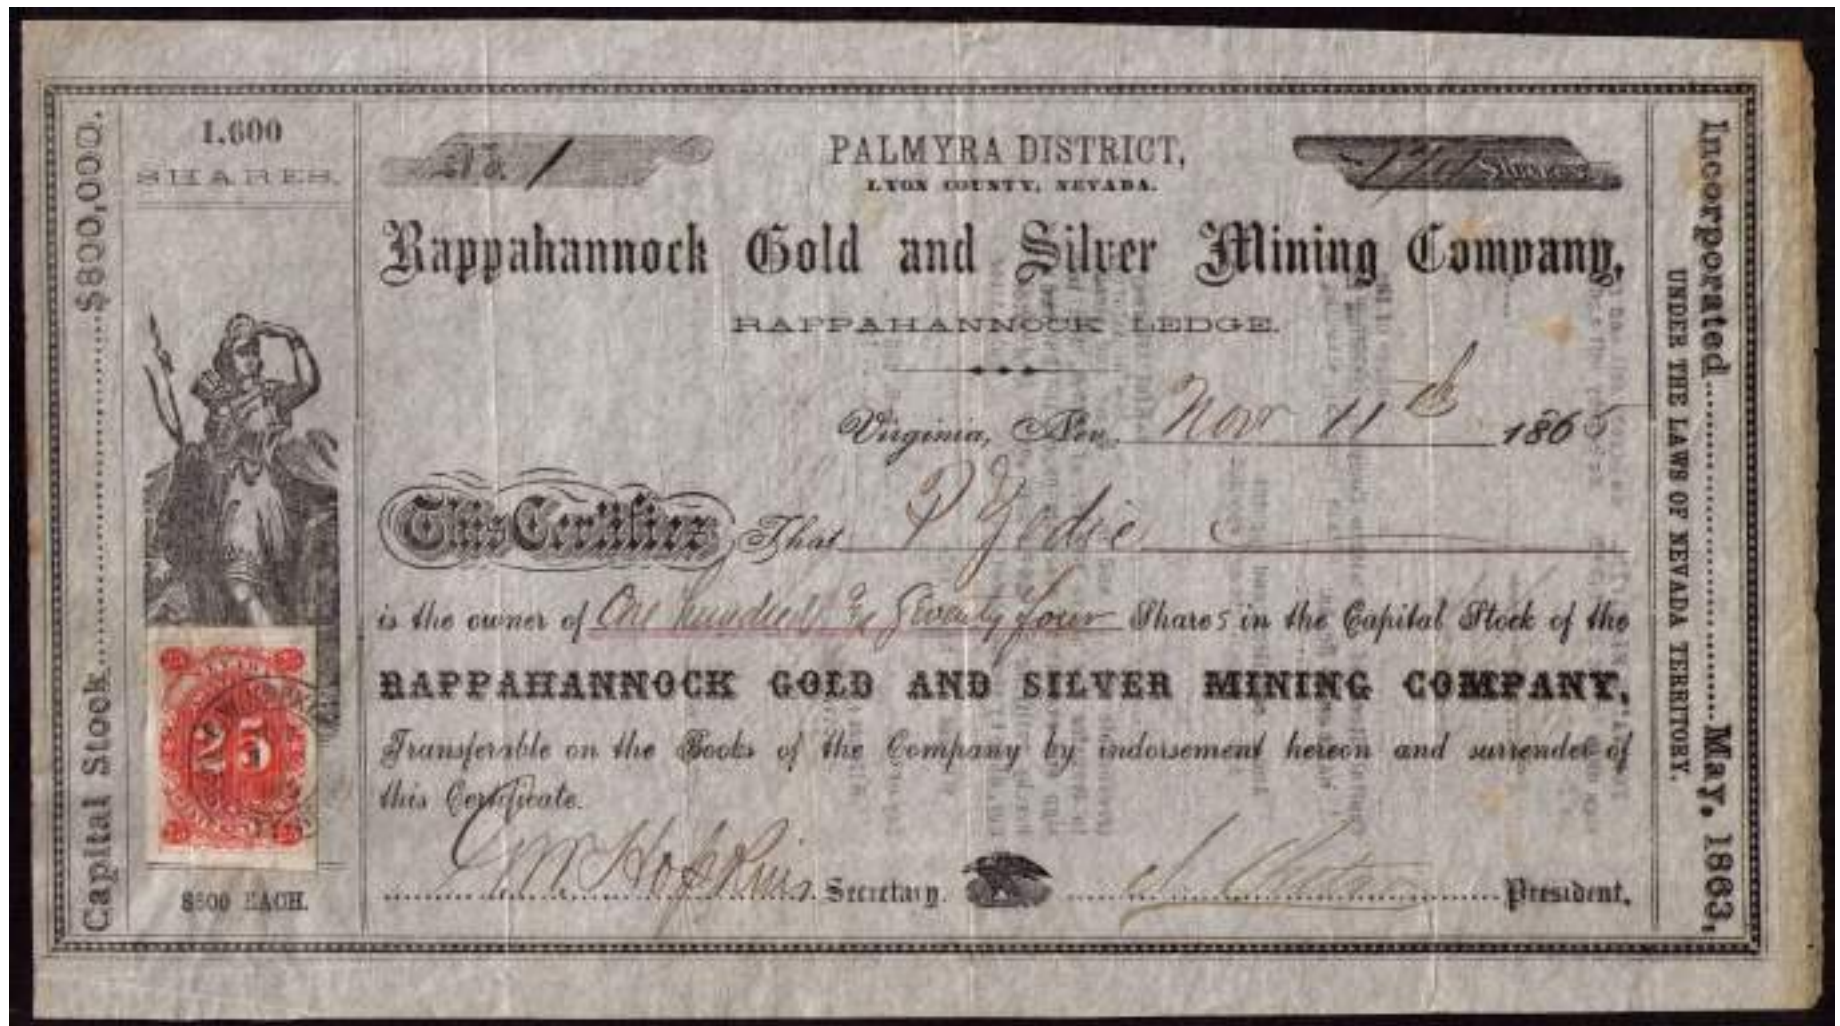 Capital Stock..........$800,000.
1.600
SHARES.
25
$500 EACH.
No. 1
PALMYRA DISTRICT,
LYON COUNTY, NEVADA.
174 Shares
Rappahannock Gold and Silver Mining Company,
RAPPAHANNOCK LEDGE.
Virginia, Nev. Nov 11th 1865
This Certifies That P
is the owner of One hundred & Seventy four Shares in the Capital Stock of the
RAPPAHANNOCK GOLD AND SILVER MINING COMPANY,
Transferable on the Books of the Company by indorsement hereon and surrender of
this Certificate.
Hopkins Secretary. President.
Incorporated..........May, 1863,
UNDER THE LAWS OF NEVADA TERRITORY.